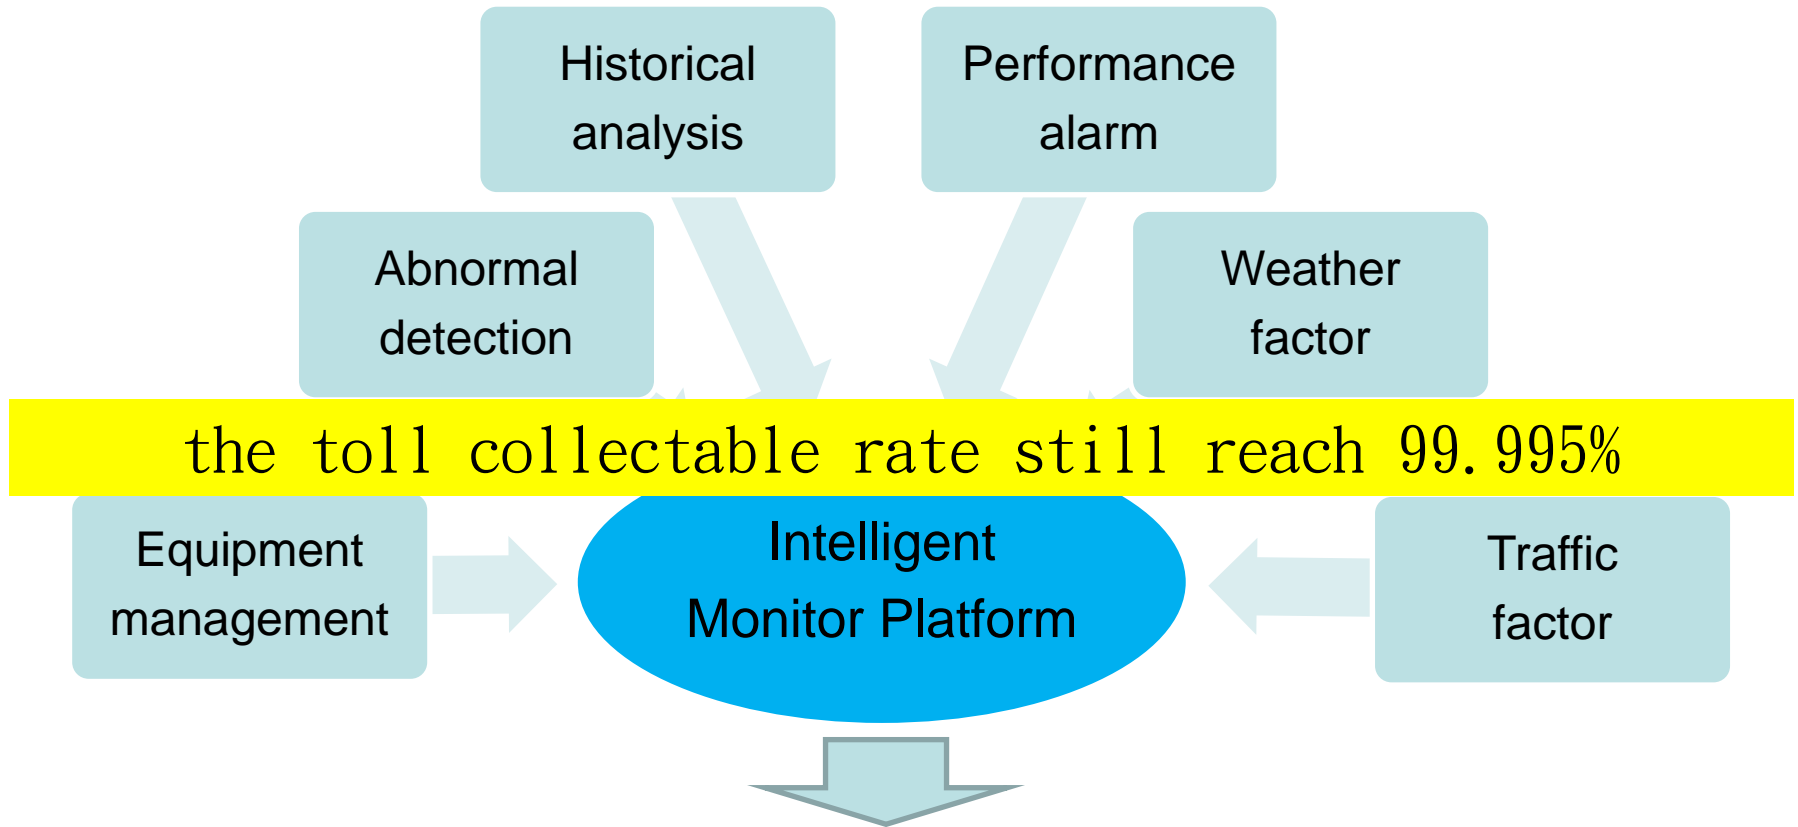 Historical
analysis
Performance
alarm
Abnormal
detection
Weather
factor
the toll collectable rate still reach 99.995%
Equipment
management
Intelligent
Monitor Platform
Traffic
factor